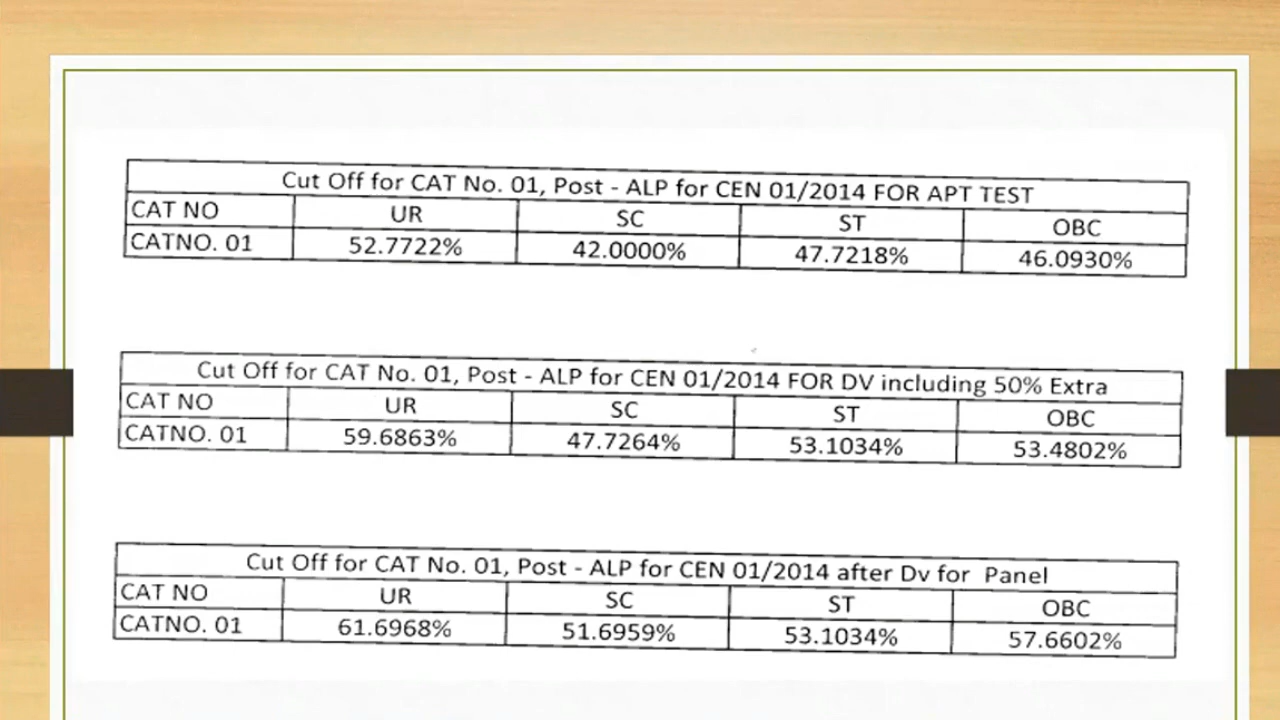 Cut Off for CAT No. 01, Post - ALP for CEN 01/2014 FOR APT TEST
CAT NO UR SC ST OBC
CATNO. 01 52.7722% 42.0000% 47.7218% 46.0930%
Cut Off for CAT No. 01, Post - ALP for CEN 01/2014 FOR DV including 50% Extra
CAT NO UR SC ST OBC
CATNO. 01 59.6863% 47.7264% 53.1034% 53.4802%
Cut Off for CAT No. 01, Post - ALP for CEN 01/2014 after Dv for Panel
CAT NO UR SC ST OBC
CATNO. 01 61.6968% 51.6959% 53.1034% 57.6602%